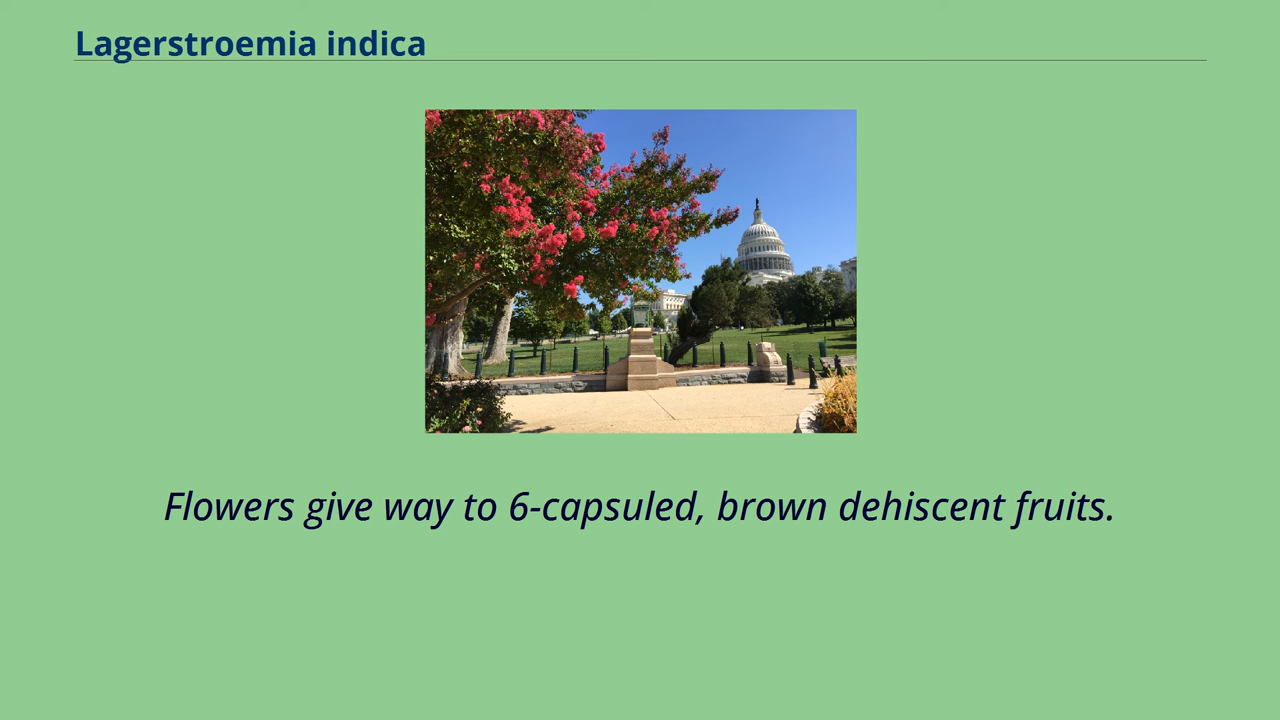 Lagerstroemia indica
Flowers give way to 6-capsuled, brown dehiscent fruits.